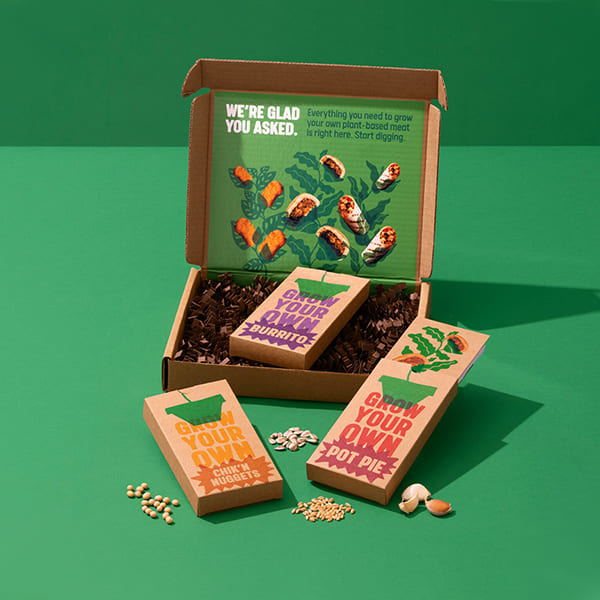 WE'RE GLAD
YOU ASKED.
Everything you need to grow
your own plant-based meat
is right here. Start digging.
GROW
YOUR
OWN
BURRITO
GROW
YOUR
OWN
CHIK'N
NUGGETS
GROW
YOUR
OWN
POT PIE